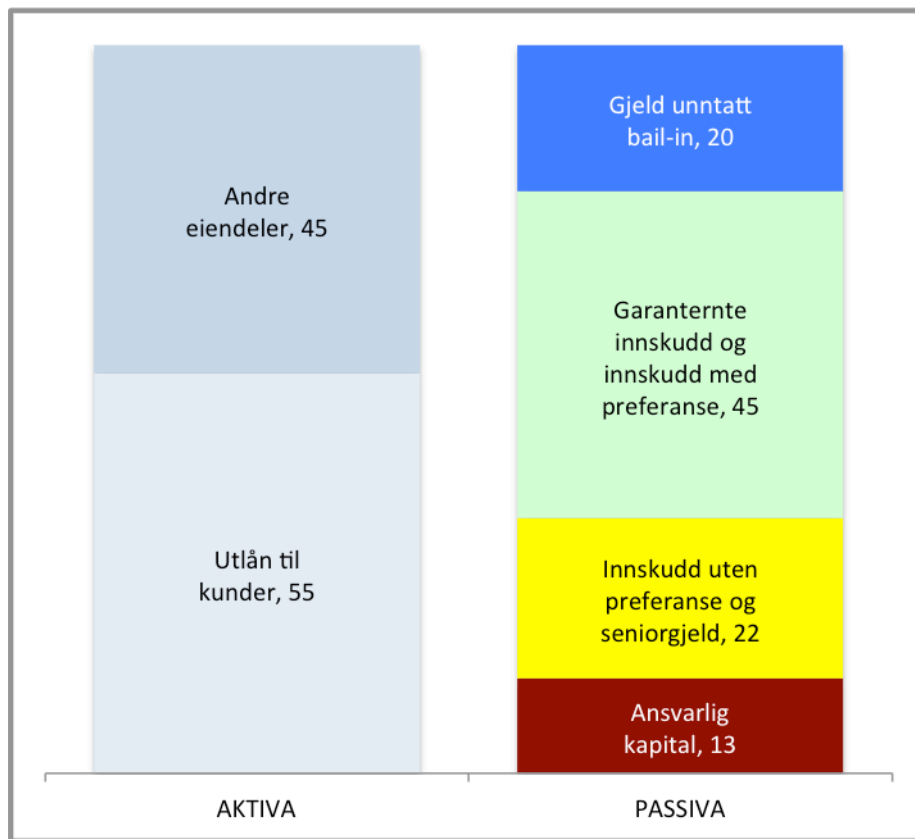 Andre
eiendeler, 45
Utlån til
kunder, 55
AKTIVA
Gjeld unntatt
bail-in, 20
Garanternte
innskudd og
innskudd med
preferanse, 45
Innskudd uten
preferanse og
seniorgjeld, 22
Ansvarlig
kapital, 13
PASSIVA